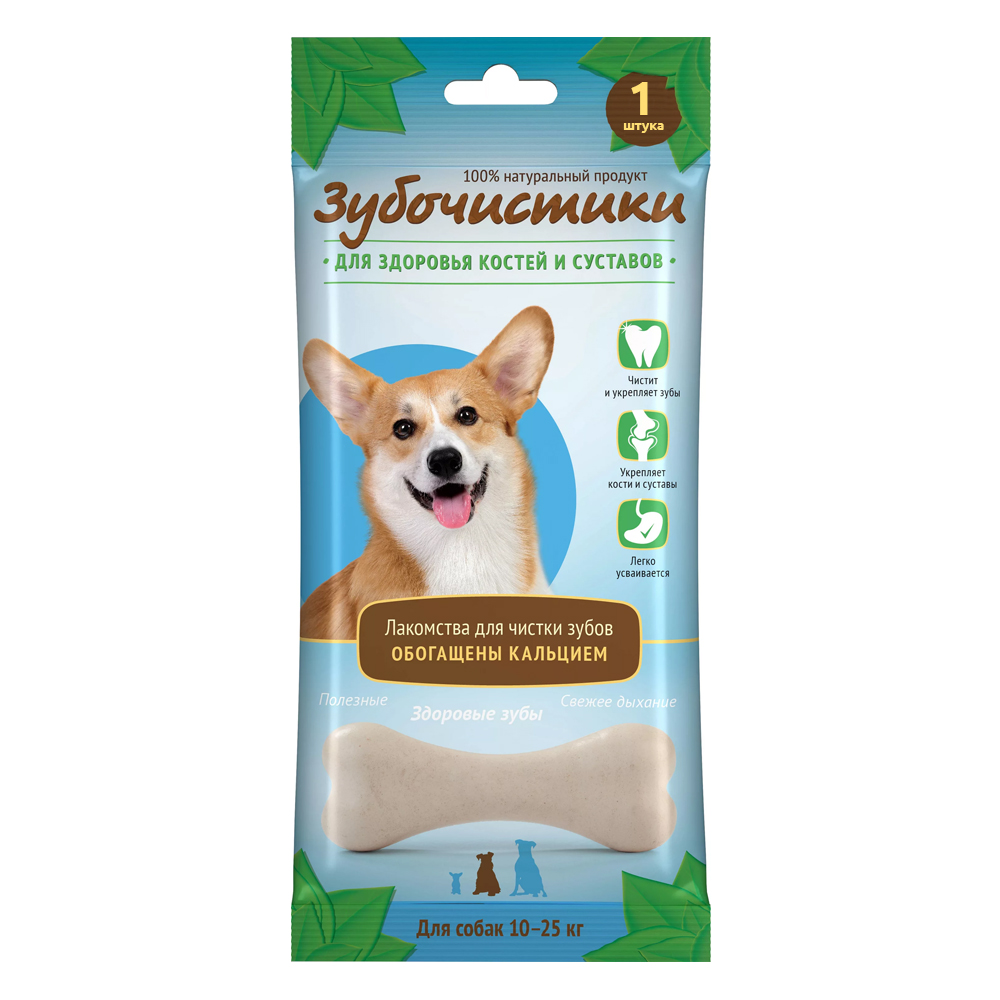 1
штука
100% натуральный продукт
Зубочистики
• ДЛЯ ЗДОРОВЬЯ КОСТЕЙ И СУСТАВОВ •
Чистит
и укрепляет зубы
Укрепляет
кости и суставы
Легко
усваивается
Лакомства для чистки зубов
ОБОГАЩЕНЫ КАЛЬЦИЕМ
Полезные
Здоровые зубы
Свежее дыхание
Для собак 10–25 кг